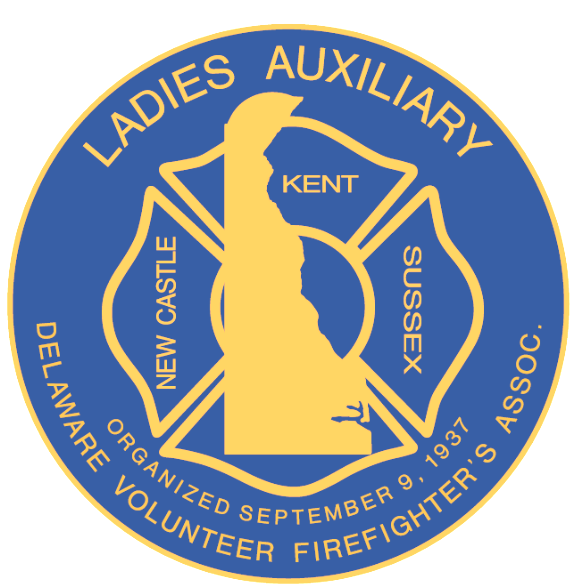 LADIES AUXILIARY
KENT
NEW CASTLE
SUSSEX
ORGANIZED SEPTEMBER 9, 1937
DELAWARE VOLUNTEER FIREFIGHTER'S ASSOC.